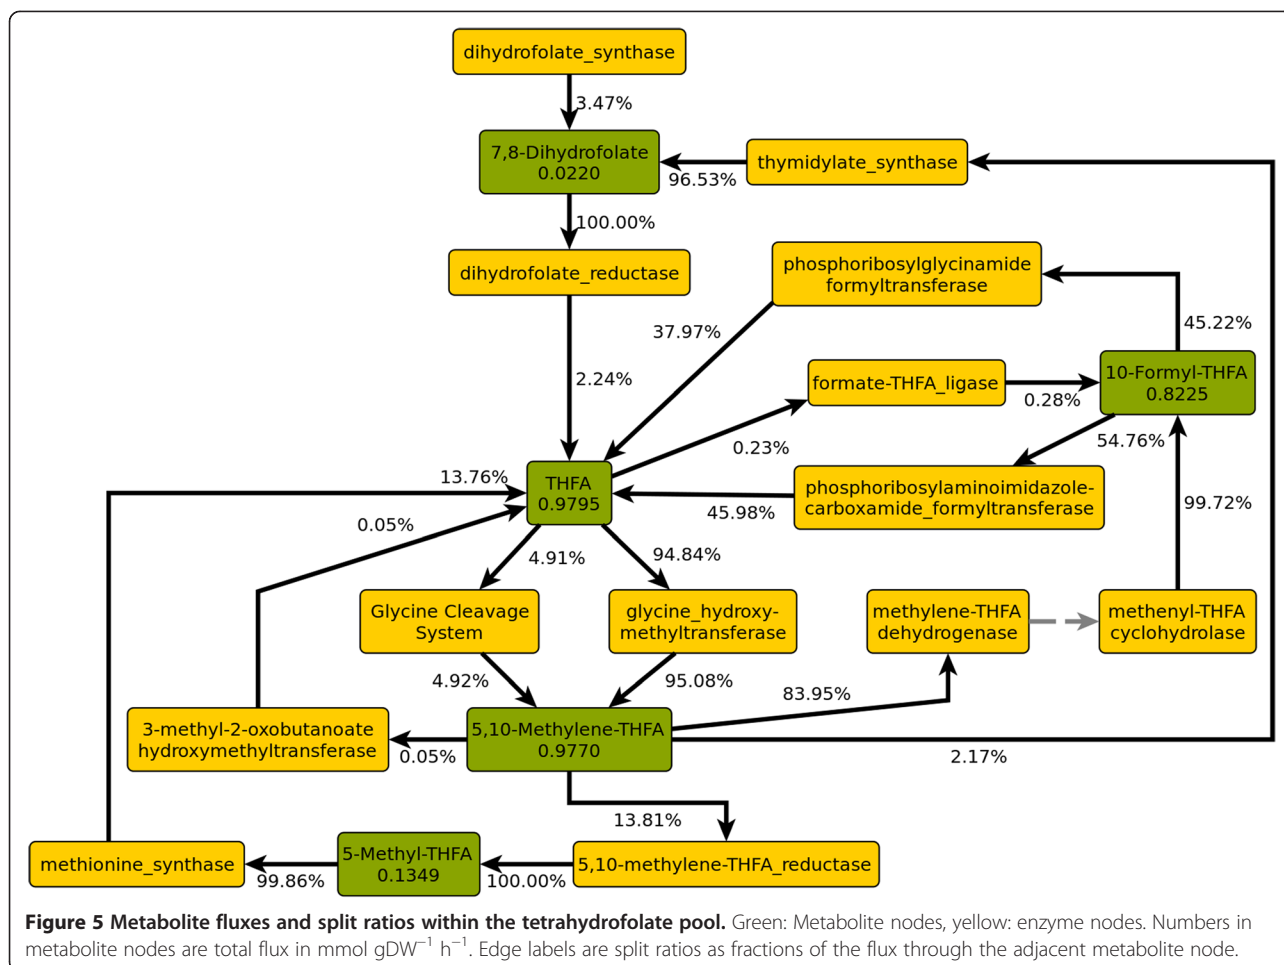 dihydrofolate_synthase
3.47%
7,8-Dihydrofolate
0.0220
96.53%
thymidylate_synthase
100.00%
dihydrofolate_reductase
phosphoribosylglycinamide
formyltransferase
37.97%
45.22%
2.24%
formate-THFA_ligase
0.28%
10-Formyl-THFA
0.8225
0.23%
54.76%
13.76%
THFA
0.9795
45.98%
phosphoribosylaminoimidazole-
carboxamide_formyltransferase
99.72%
0.05%
4.91%
94.84%
Glycine Cleavage
System
glycine_hydroxy-
methyltransferase
methylene-THFA
dehydrogenase
methenyl-THFA
cyclohydrolase
4.92%
95.08%
83.95%
3-methyl-2-oxobutanoate
hydroxymethyltransferase
0.05%
5,10-Methylene-THFA
0.9770
2.17%
13.81%
methionine_synthase
99.86%
5-Methyl-THFA
0.1349
100.00%
5,10-methylene-THFA_reductase
Figure 5 Metabolite fluxes and split ratios within the tetrahydrofolate pool. Green: Metabolite nodes, yellow: enzyme nodes. Numbers in
metabolite nodes are total flux in mmol gDW⁻¹ h⁻¹. Edge labels are split ratios as fractions of the flux through the adjacent metabolite node.